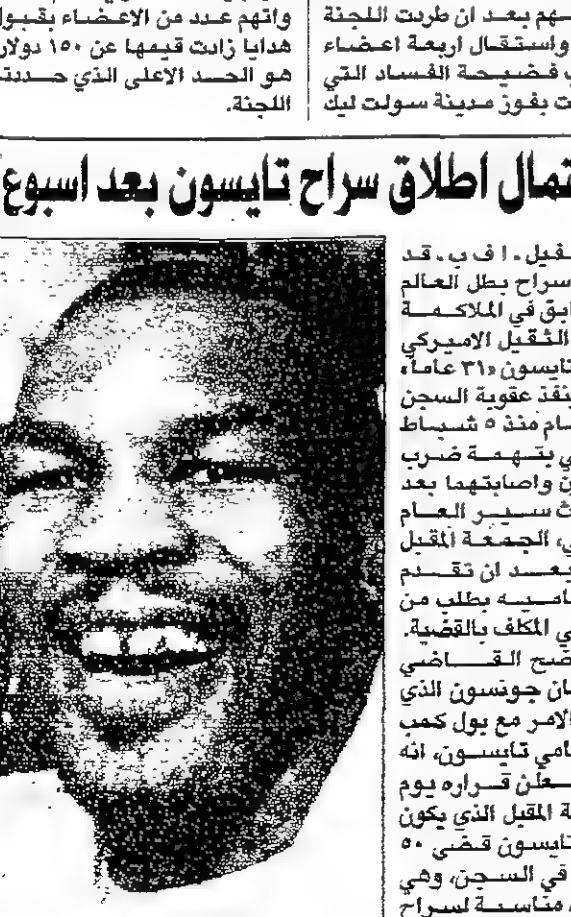 سهم بعد ان طردت اللجنة
واستقال أربعة اعضاء
فضيحة الفساد التي
ت بفوز مدينة سولت ليك
وانهم عدد من الاعضاء بقبول
هدايا زادت قيمها عن ١٥٠ دولار
هو الحد الاعلى الذي حددت
اللجنة.
تمال اطلاق سراح تايسون بعد اسبوع
قيل ـ ا ف ب ـ قد
سراح بطل العالم
ابق في الملاكمة
الثقيل الاميركي
تايسون «٣١ عاماً»
ينفذ عقوبة السجن
ام منذ ٥ شباط
ي بتهمة ضرب
ن واصابتهما بعد
ث سير العام
ي، الجمعة المقبل
بعد ان تقدم
اميه بطلب من
ي المكلف بالقضية.
ضح القاضي
ان جونسون الذي
الامر مع بول كمب
امي تايسون، انه
علن قراره يوم
ة المقبل الذي يكون
تايسون قضى ٥٠
في السجن، وهي
مناسبة لسراح